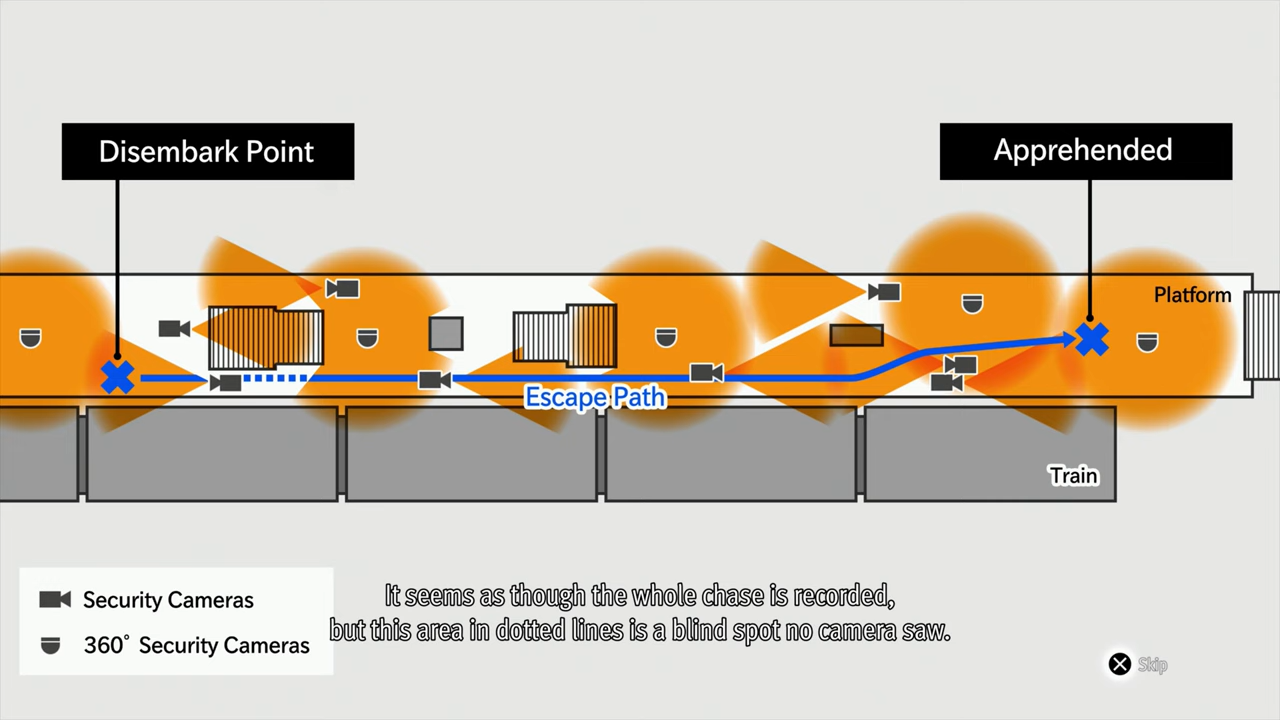 Disembark Point
Apprehended
Platform
Escape Path
Train
Security Cameras
360° Security Cameras
It seems as though the whole chase is recorded,
but this area in dotted lines is a blind spot no camera saw.
Skip